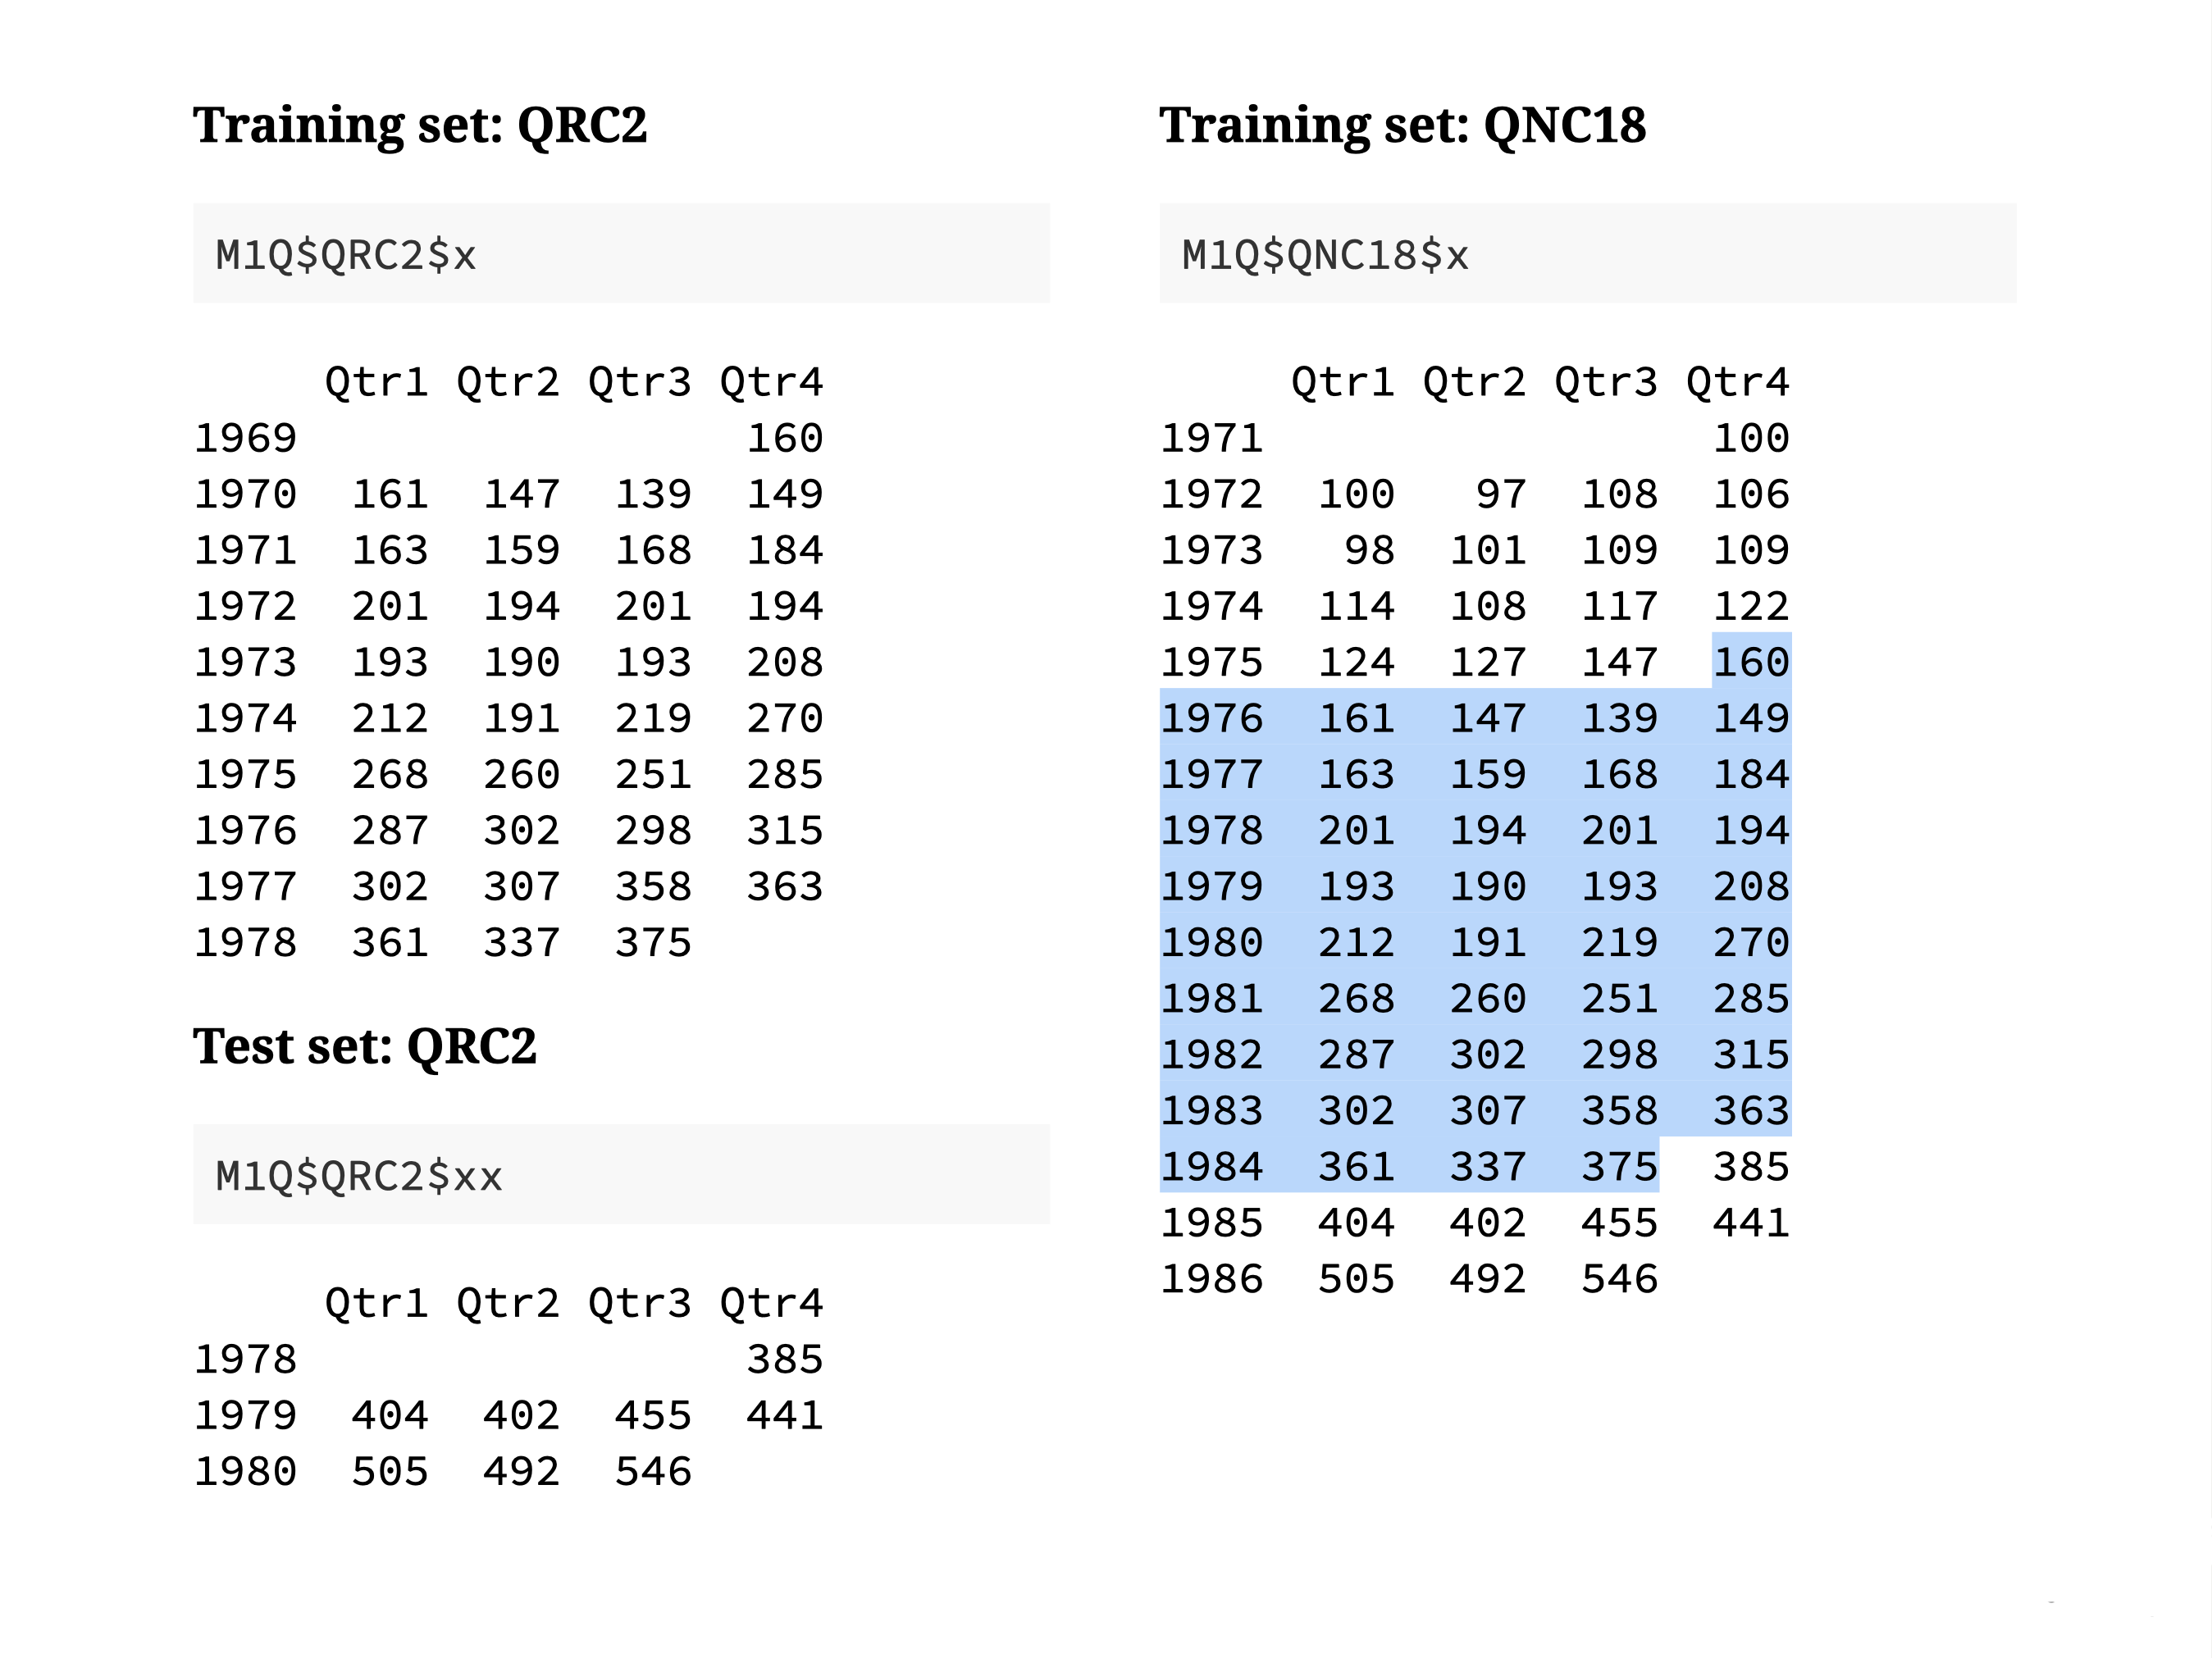 Training set: QRC2
M1Q$QRC2$x
Qtr1 Qtr2 Qtr3 Qtr4
1969 160
1970 161 147 139 149
1971 163 159 168 184
1972 201 194 201 194
1973 193 190 193 208
1974 212 191 219 270
1975 268 260 251 285
1976 287 302 298 315
1977 302 307 358 363
1978 361 337 375
Test set: QRC2
M1Q$QRC2$xx
Qtr1 Qtr2 Qtr3 Qtr4
1978 385
1979 404 402 455 441
1980 505 492 546
Training set: QNC18
M1Q$QNC18$x
Qtr1 Qtr2 Qtr3 Qtr4
1971 100
1972 100 97 108 106
1973 98 101 109 109
1974 114 108 117 122
1975 124 127 147 160
1976 161 147 139 149
1977 163 159 168 184
1978 201 194 201 194
1979 193 190 193 208
1980 212 191 219 270
1981 268 260 251 285
1982 287 302 298 315
1983 302 307 358 363
1984 361 337 375 385
1985 404 402 455 441
1986 505 492 546